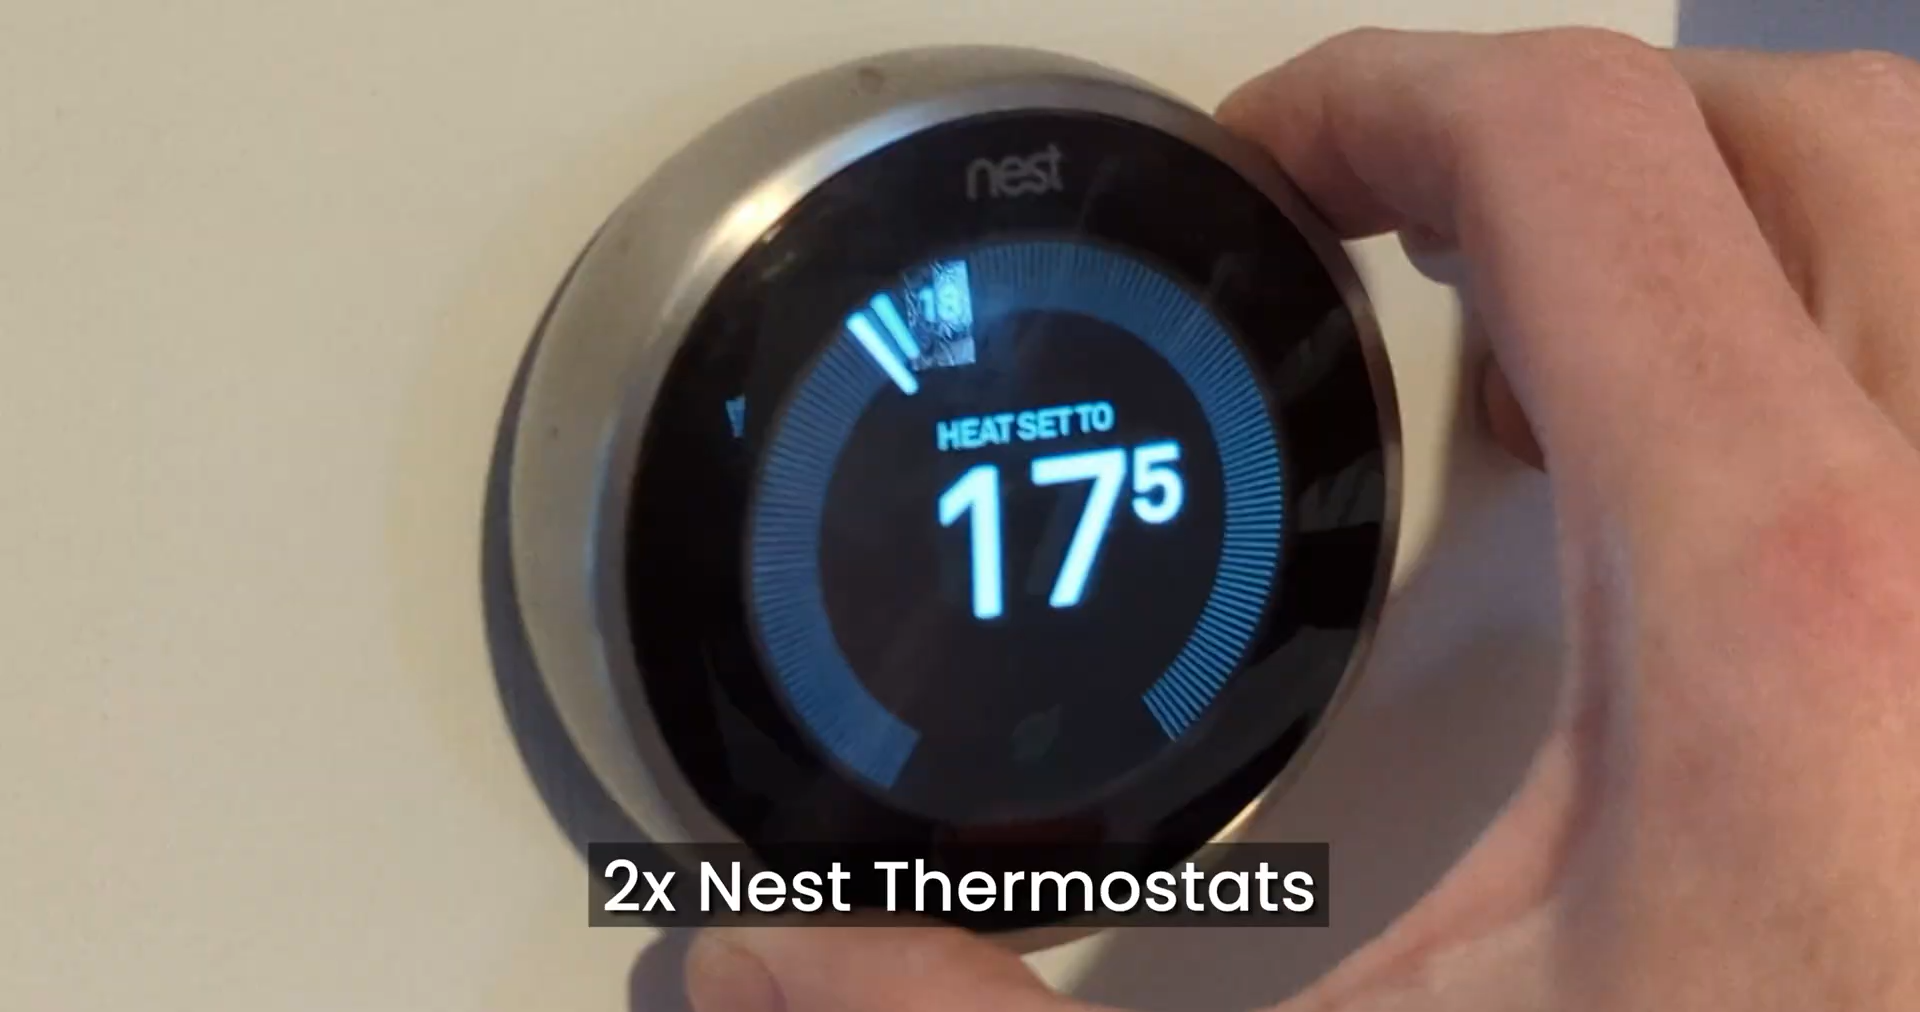 nest
18
HEAT SET TO
17⁵
2x Nest Thermostats